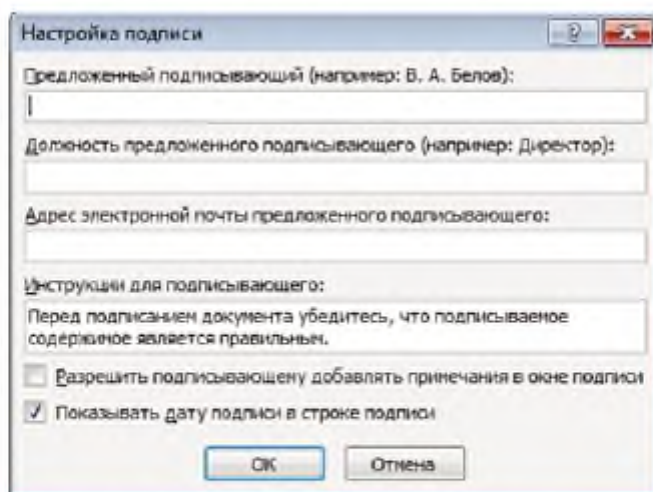 Настройка подписи
Предложенный подписывающий (например: В. А. Белов):
Должность предложенного подписывающего (например: Директор):
Адрес электронной почты предложенного подписывающего:
Инструкции для подписывающего:
Перед подписанием документа убедитесь, что подписываемое
содержимое является правильным.
Разрешить подписывающему добавлять примечания в окне подписи
Показывать дату подписи в строке подписи
ОК Отмена